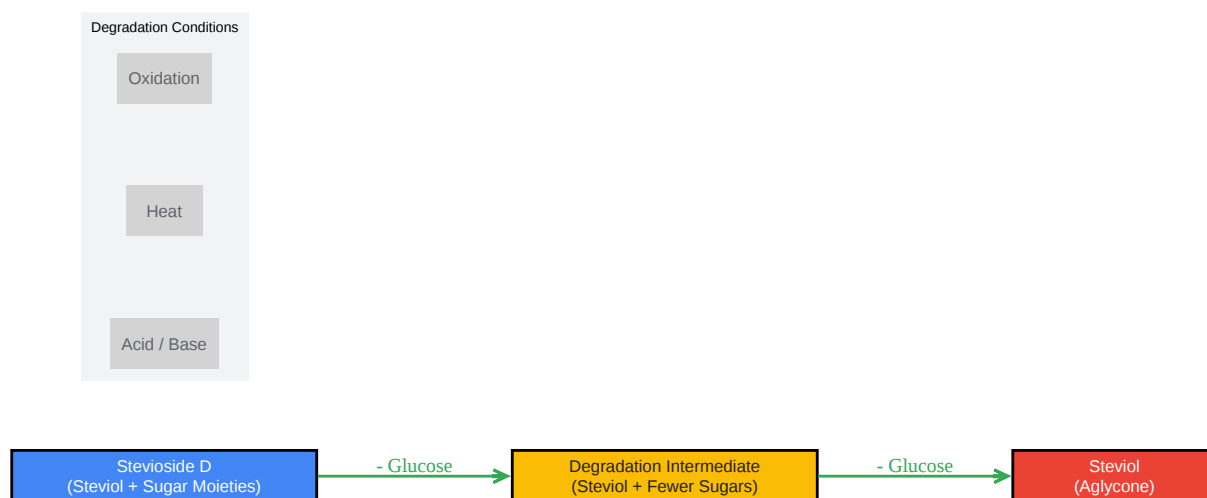 Degradation Conditions
Oxidation
Heat
Acid / Base
Stevioside D
(Steviol + Sugar Moieties)
- Glucose
Degradation Intermediate
(Steviol + Fewer Sugars)
- Glucose
Steviol
(Aglycone)